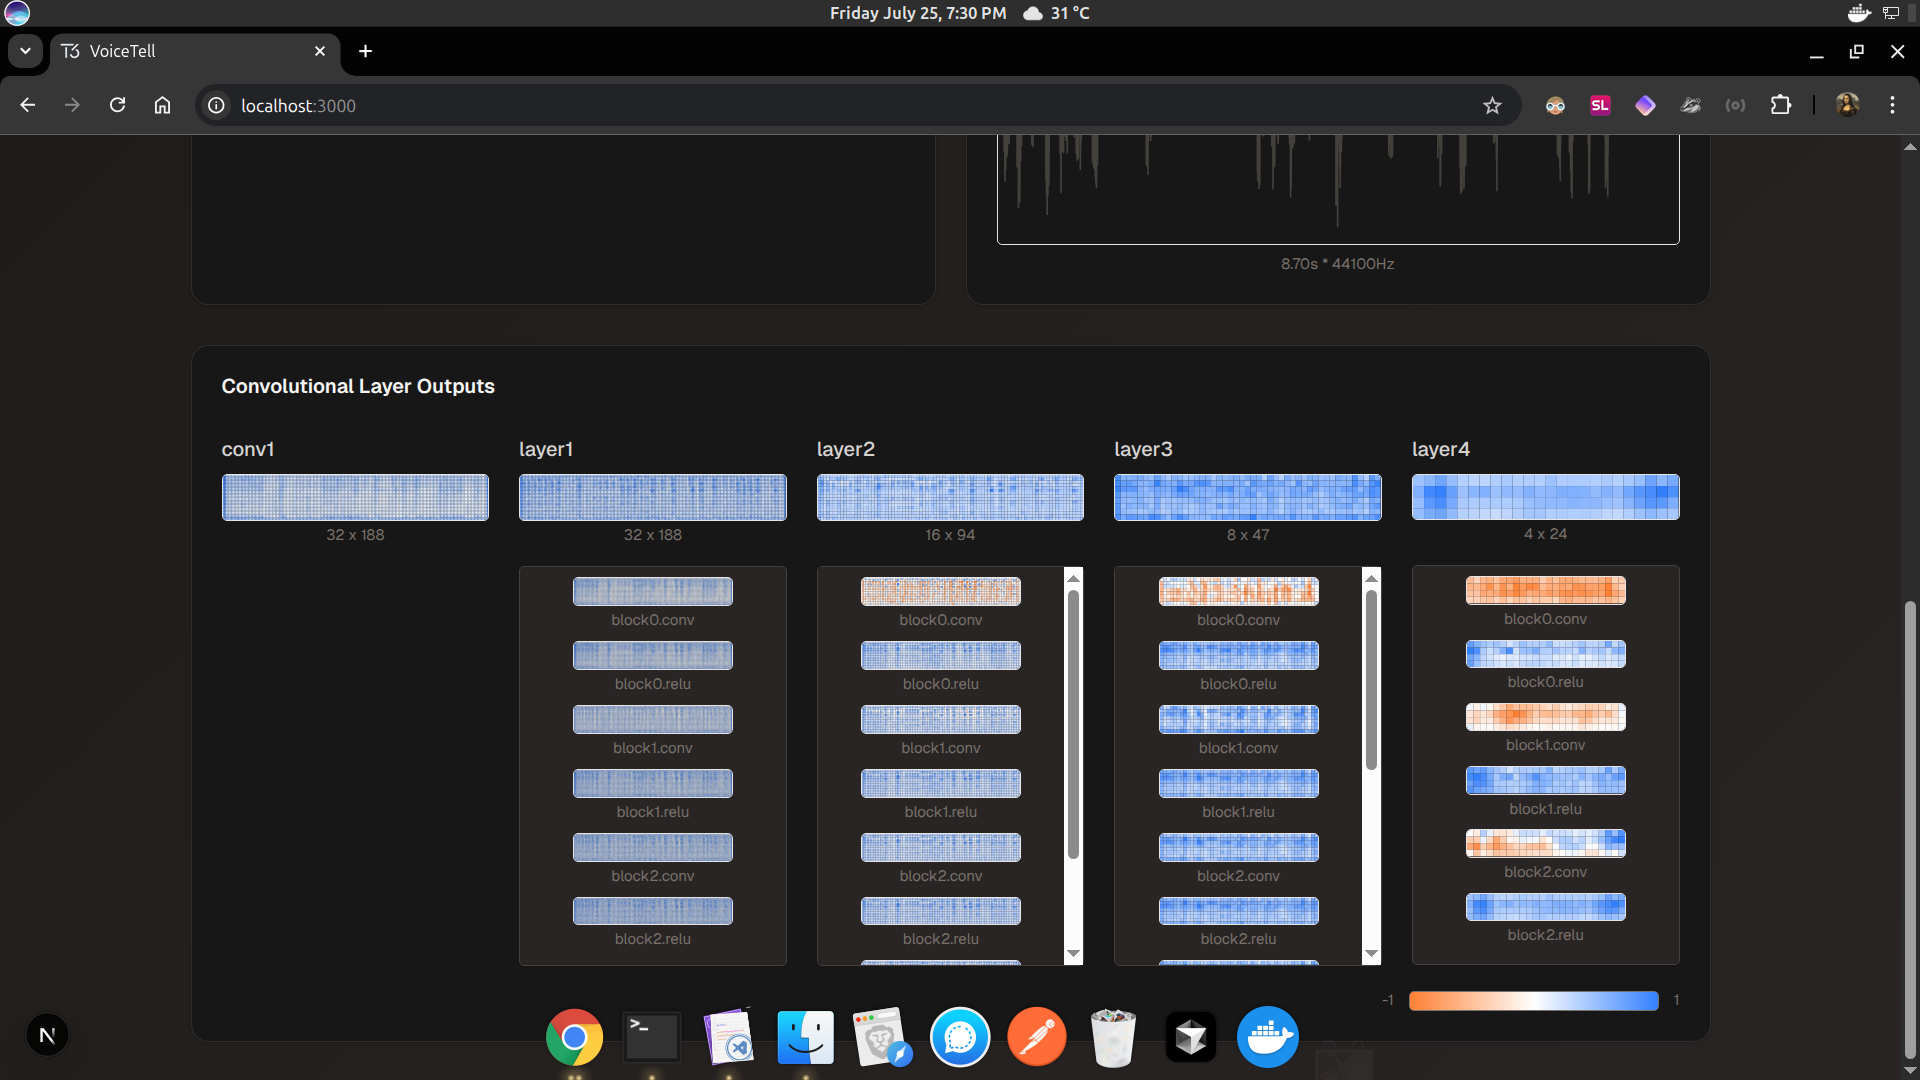 Friday July 25, 7:30 PM 31 °C
VoiceTell
localhost:3000
SL
8.70s * 44100Hz
Convolutional Layer Outputs
conv1 layer1 layer2 layer3 layer4
32 x 188 32 x 188 16 x 94 8 x 47 4 x 24
block0.conv block0.conv block0.conv block0.conv
block0.relu block0.relu block0.relu block0.relu
block1.conv block1.conv block1.conv block1.conv
block1.relu block1.relu block1.relu block1.relu
block2.conv block2.conv block2.conv block2.conv
block2.relu block2.relu block2.relu block2.relu
-1 1
N
>_